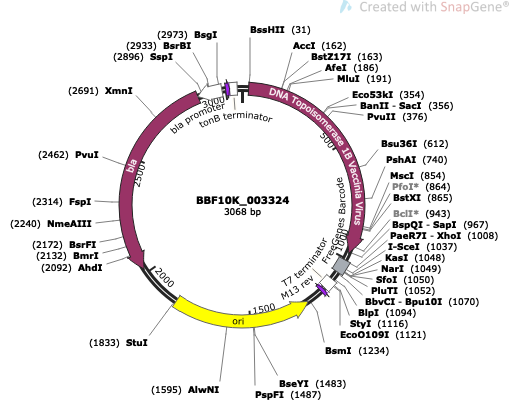 Created with SnapGene®
BssHII (31)
AccI (162)
BstZ17I (163)
AfeI (186)
MluI (191)
Eco53kI (354)
BanII - SacI (356)
PvuII (376)
Bsu36I (612)
PshAI (740)
MscI (854)
PfoI* (864)
BstXI (865)
BclI* (943)
BspQI - SapI (967)
PaeR7I - XhoI (1008)
I-SceI (1037)
KasI (1048)
NarI (1049)
SfoI (1050)
PluTI (1052)
BbvCI - Bpu10I (1070)
BlpI (1094)
StyI (1116)
EcoO109I (1121)
BsmI (1234)
BseYI (1483)
PspFI (1487)
AlwNI (1595)
StuI (1833)
AhdI (2092)
BmrI (2132)
BsrFI (2172)
NmeAIII (2240)
FspI (2314)
PvuI (2462)
XmnI (2691)
SspI (2896)
BsrBI (2933)
BsgI (2973)
DNA Topoisomerase 1B Vaccinia Virus
FreeGenes Barcode
T7 terminator
M13 rev
ori
bla
bla promoter
tonB terminator
500
1000
1500
2000
2500
3000
BBF10K_003324
3068 bp